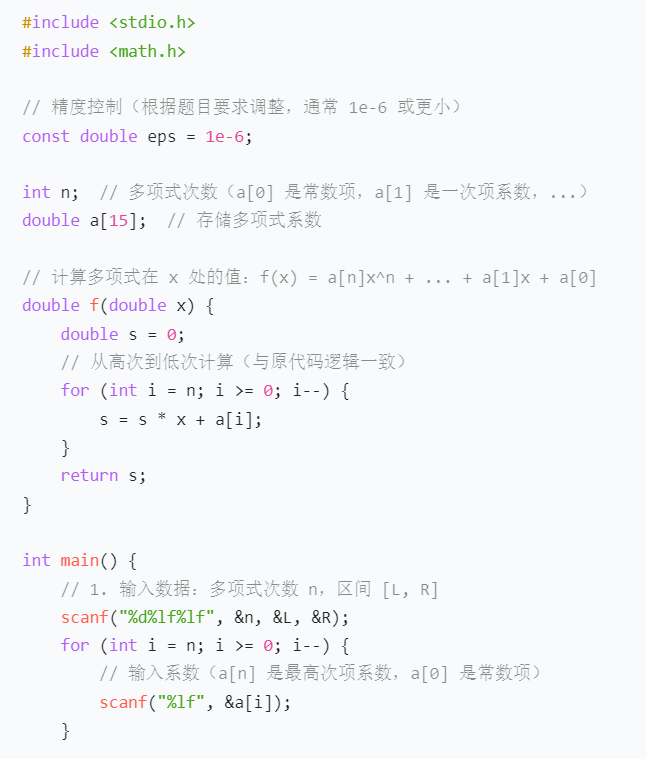 #include <stdio.h>
#include <math.h>
// 精度控制（根据题目要求调整，通常 1e-6 或更小）
const double eps = 1e-6;
int n;  // 多项式次数（a[0] 是常数项，a[1] 是一次项系数，...）
double a[15];  // 存储多项式系数
// 计算多项式在 x 处的值：f(x) = a[n]x^n + ... + a[1]x + a[0]
double f(double x) {
    double s = 0;
    // 从高次到低次计算（与原代码逻辑一致）
    for (int i = n; i >= 0; i--) {
        s = s * x + a[i];
    }
    return s;
}
int main() {
    // 1. 输入数据：多项式次数 n，区间 [L, R]
    scanf("%d%lf%lf", &n, &L, &R);
    for (int i = n; i >= 0; i--) {
        // 输入系数（a[n] 是最高次项系数，a[0] 是常数项）
        scanf("%lf", &a[i]);
    }